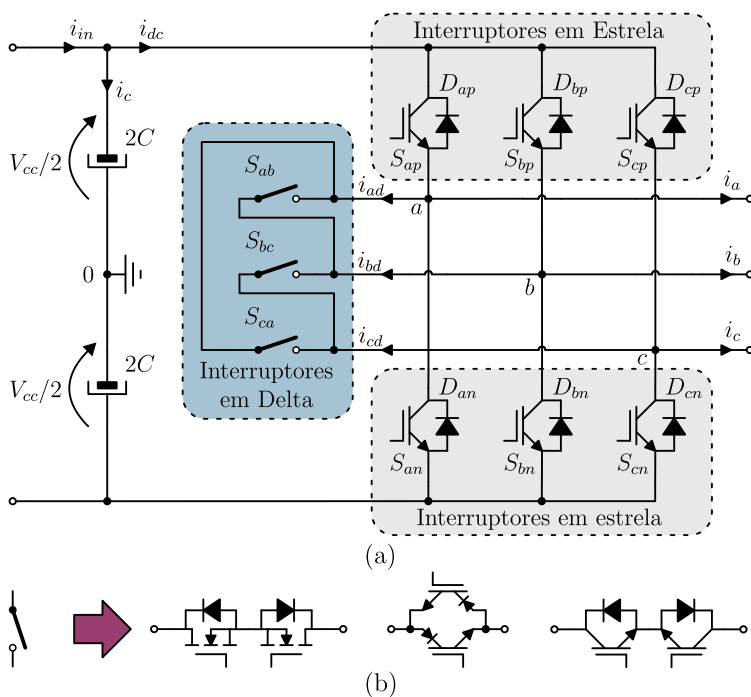 i_in
i_dc
Interruptores em Estrela
i_c
D_ap
D_bp
D_cp
V_cc/2
2C
S_ap
S_bp
S_cp
S_ab
i_ad
a
i_a
S_bc
i_bd
b
i_b
0
S_ca
i_cd
c
i_c
V_cc/2
2C
Interruptores
em Delta
D_an
D_bn
D_cn
S_an
S_bn
S_cn
Interruptores em estrela
(a)
(b)